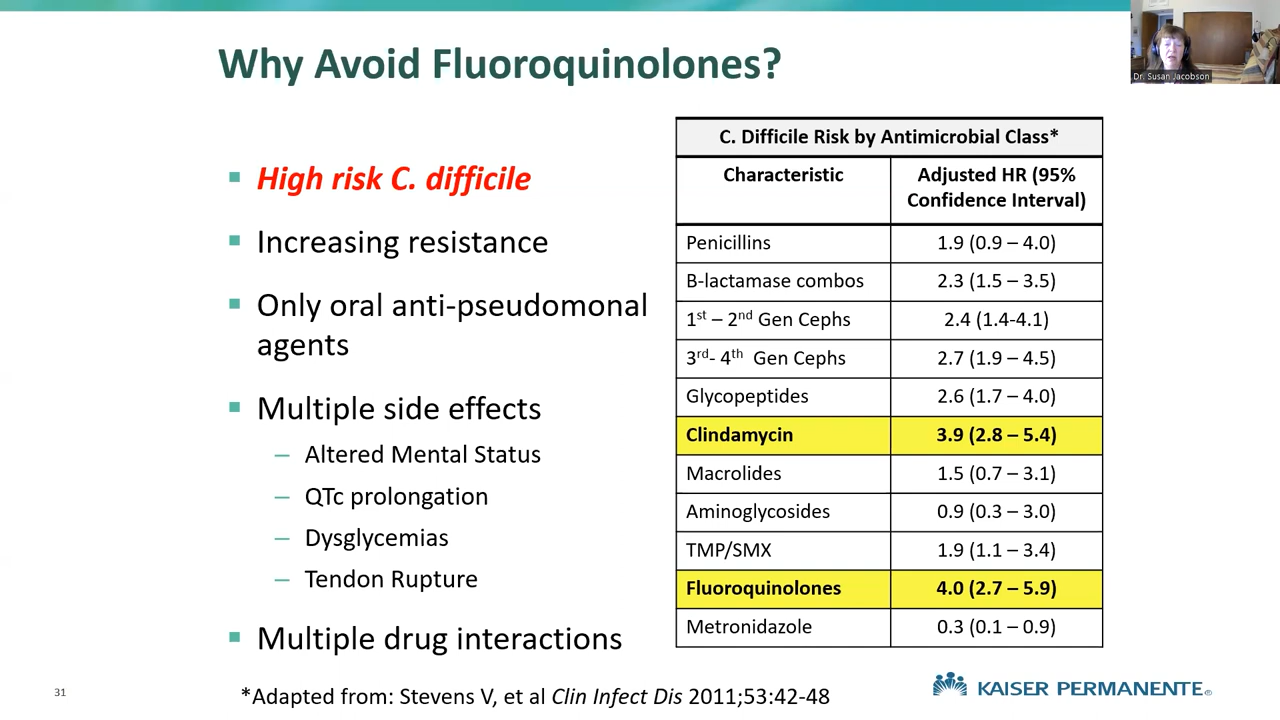 Why Avoid Fluoroquinolones?
Dr. Susan Jacobson
▪ High risk C. difficile
▪ Increasing resistance
▪ Only oral anti-pseudomonal
agents
▪ Multiple side effects
– Altered Mental Status
– QTc prolongation
– Dysglycemias
– Tendon Rupture
▪ Multiple drug interactions
C. Difficile Risk by Antimicrobial Class*
Characteristic Adjusted HR (95%
Confidence Interval)
Penicillins 1.9 (0.9 – 4.0)
B-lactamase combos 2.3 (1.5 – 3.5)
1st – 2nd Gen Cephs 2.4 (1.4-4.1)
3rd- 4th Gen Cephs 2.7 (1.9 – 4.5)
Glycopeptides 2.6 (1.7 – 4.0)
Clindamycin 3.9 (2.8 – 5.4)
Macrolides 1.5 (0.7 – 3.1)
Aminoglycosides 0.9 (0.3 – 3.0)
TMP/SMX 1.9 (1.1 – 3.4)
Fluoroquinolones 4.0 (2.7 – 5.9)
Metronidazole 0.3 (0.1 – 0.9)
31
*Adapted from: Stevens V, et al Clin Infect Dis 2011;53:42-48
KAISER PERMANENTE®